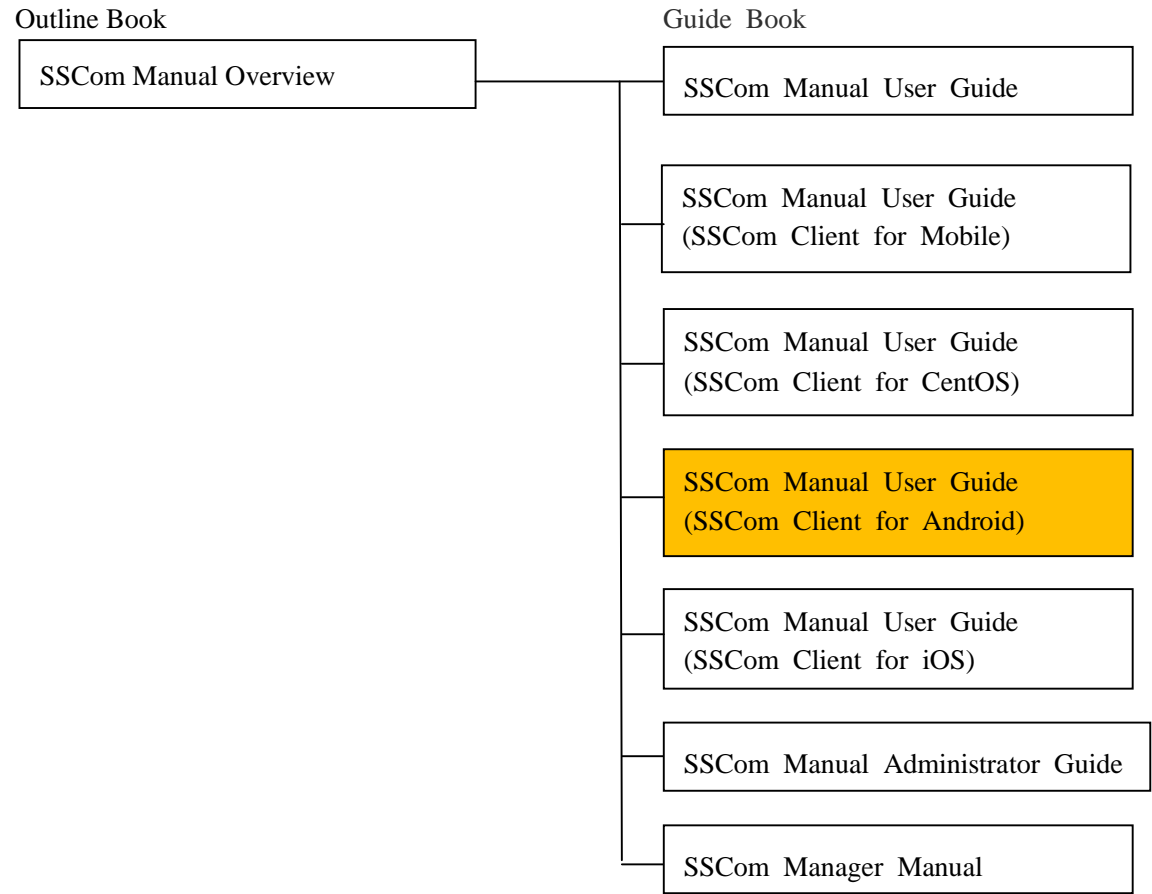 Outline Book
Guide Book
SSCom Manual Overview
SSCom Manual User Guide
SSCom Manual User Guide
(SSCom Client for Mobile)
SSCom Manual User Guide
(SSCom Client for CentOS)
SSCom Manual User Guide
(SSCom Client for Android)
SSCom Manual User Guide
(SSCom Client for iOS)
SSCom Manual Administrator Guide
SSCom Manager Manual